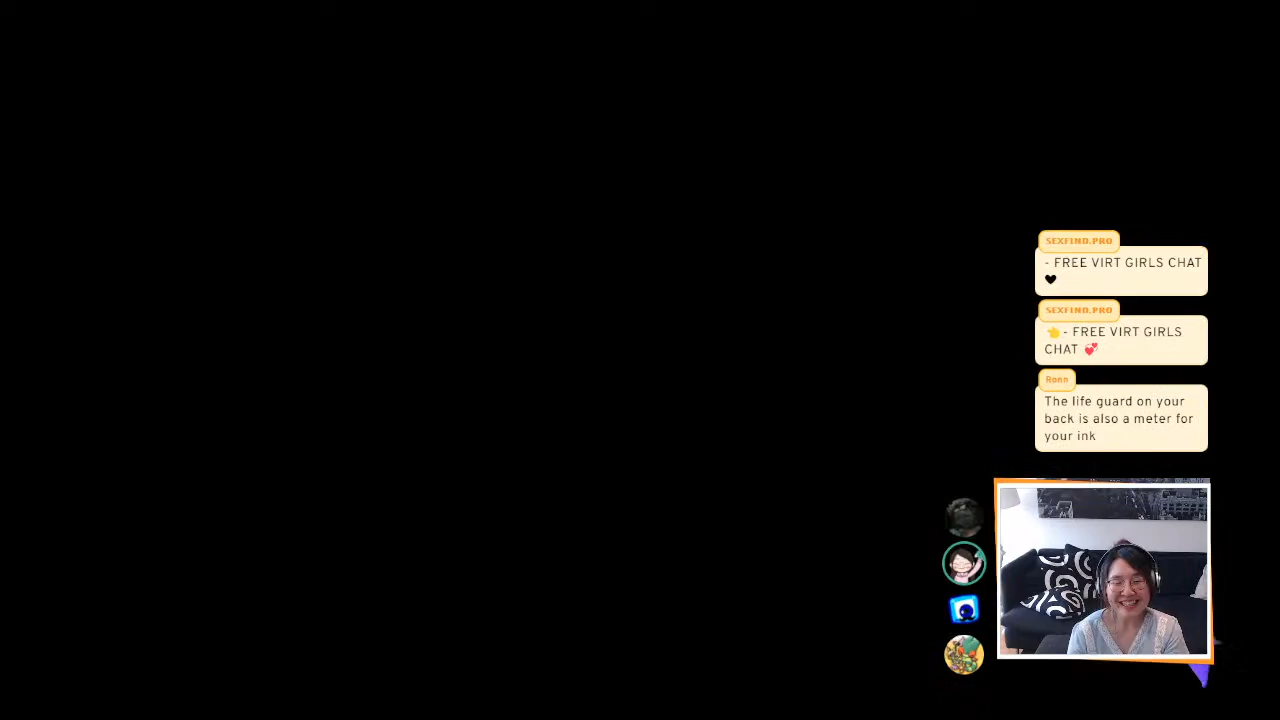 SEXFIND.PRO
- FREE VIRT GIRLS CHAT
🖤
SEXFIND.PRO
👈 - FREE VIRT GIRLS
CHAT 💞
Ronn
The life guard on your
back is also a meter for
your ink